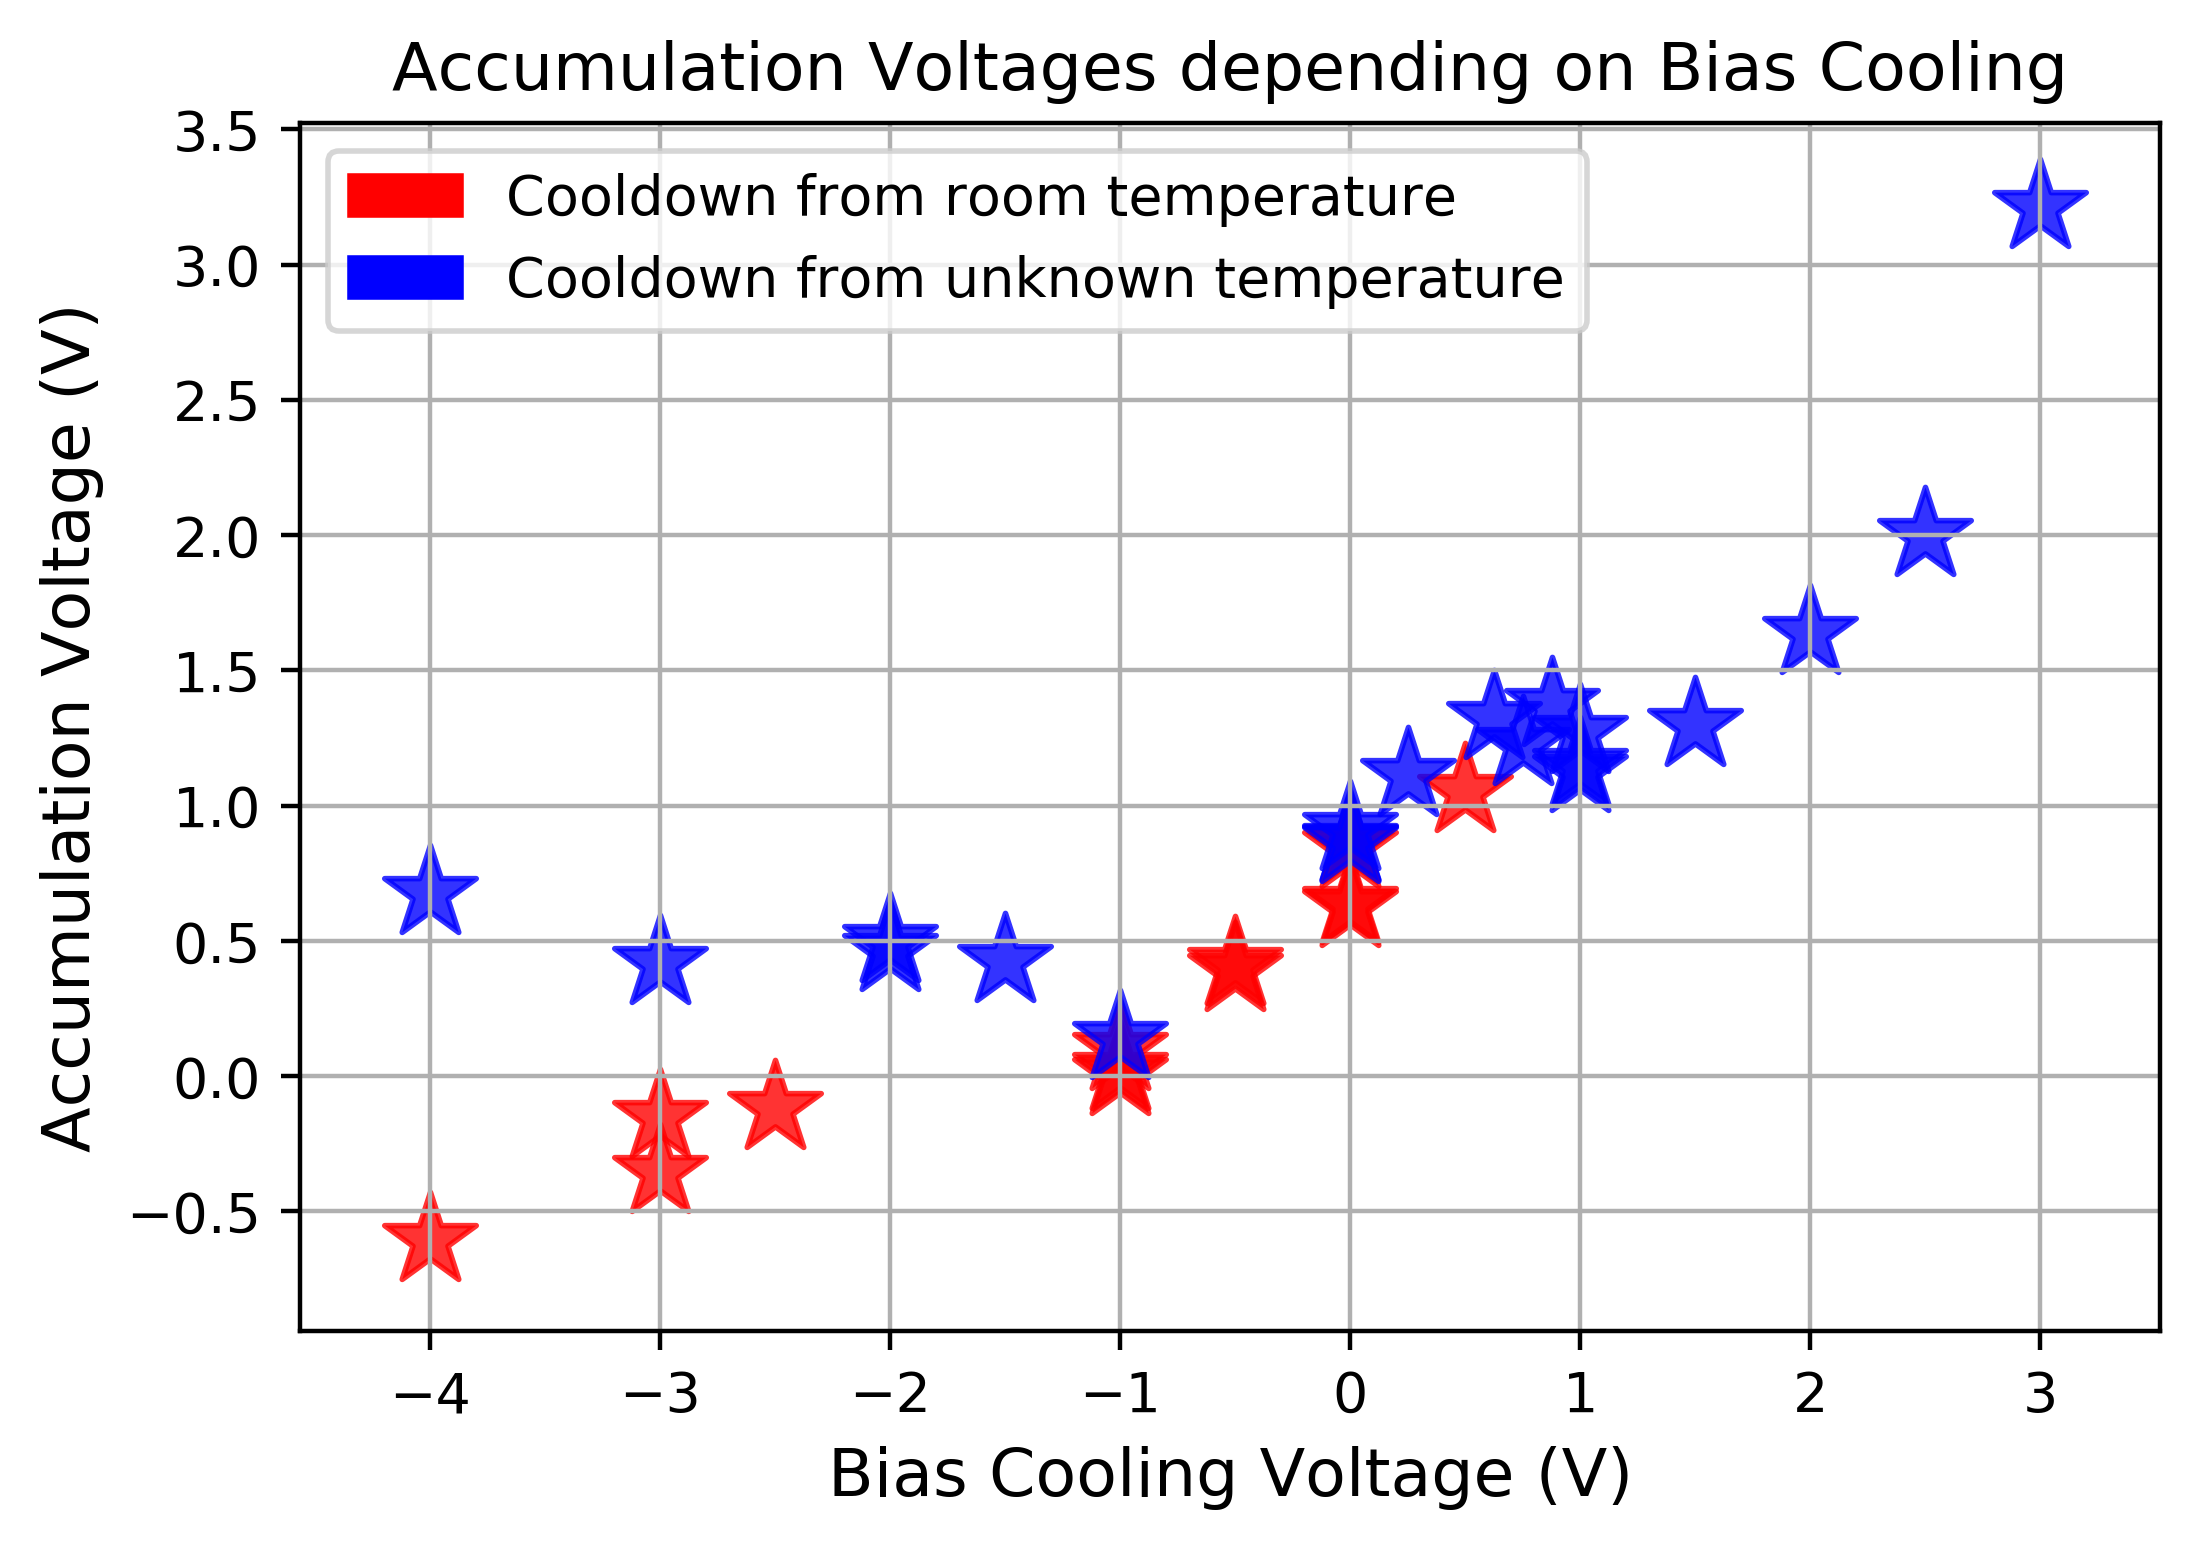 Accumulation Voltages depending on Bias Cooling
Cooldown from room temperature
Cooldown from unknown temperature
Accumulation Voltage (V)
3.5
3.0
2.5
2.0
1.5
1.0
0.5
0.0
−0.5
−4 −3 −2 −1 0 1 2 3
Bias Cooling Voltage (V)